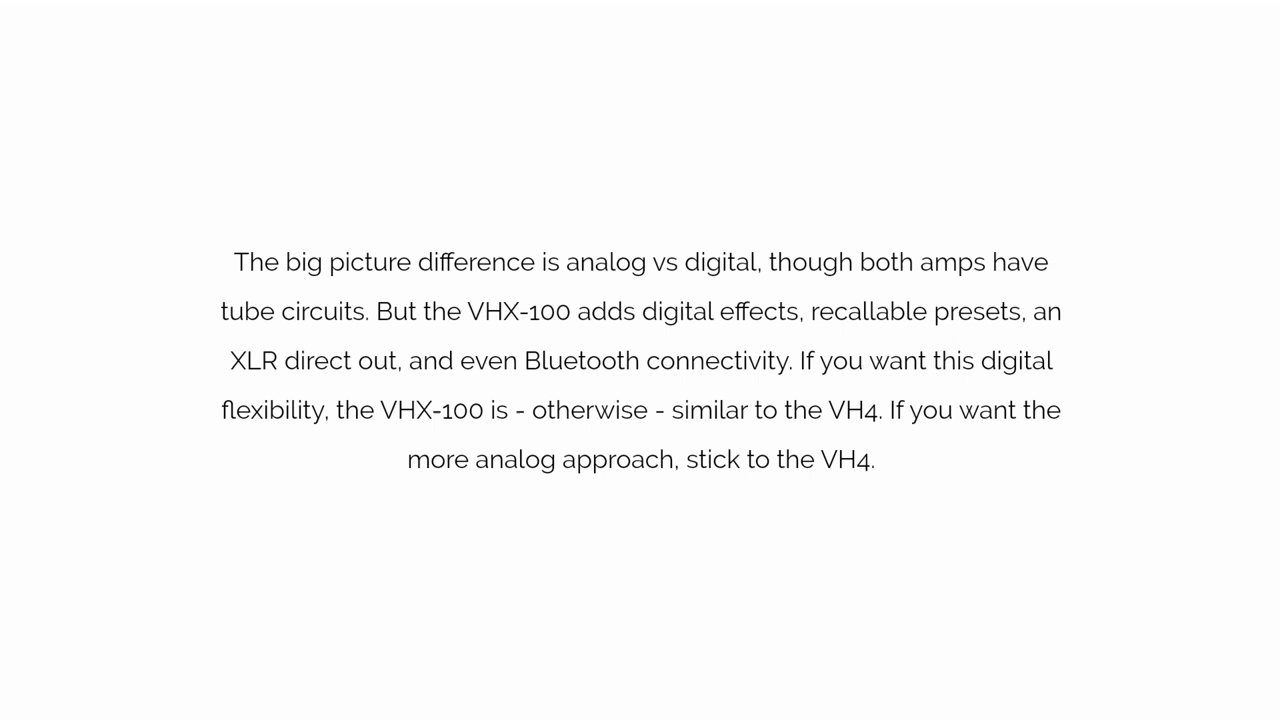 The big picture difference is analog vs digital, though both amps have
tube circuits. But the VHX-100 adds digital effects, recallable presets, an
XLR direct out, and even Bluetooth connectivity. If you want this digital
flexibility, the VHX-100 is - otherwise - similar to the VH4. If you want the
more analog approach, stick to the VH4.